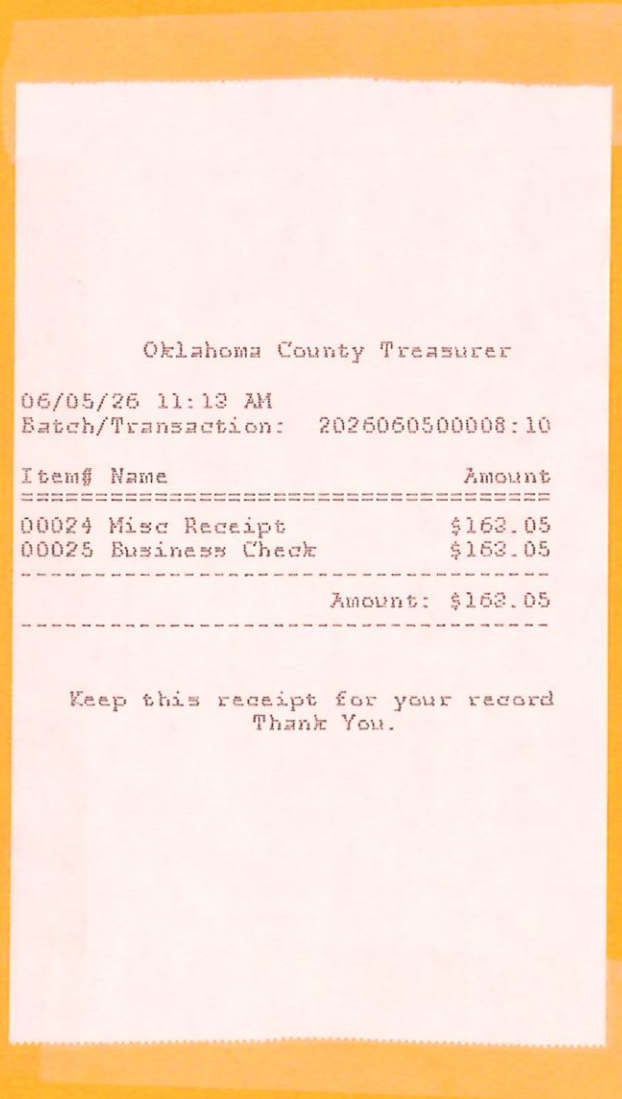 Oklahoma County Treasurer
06/05/26 11:13 AM
Batch/Transaction: 2026060500008:10
Item# Name Amount
====================================
00024 Misc Receipt $163.05
00025 Business Check $163.05
------------------------------------
Amount: $163.05
------------------------------------
Keep this receipt for your record
Thank You.